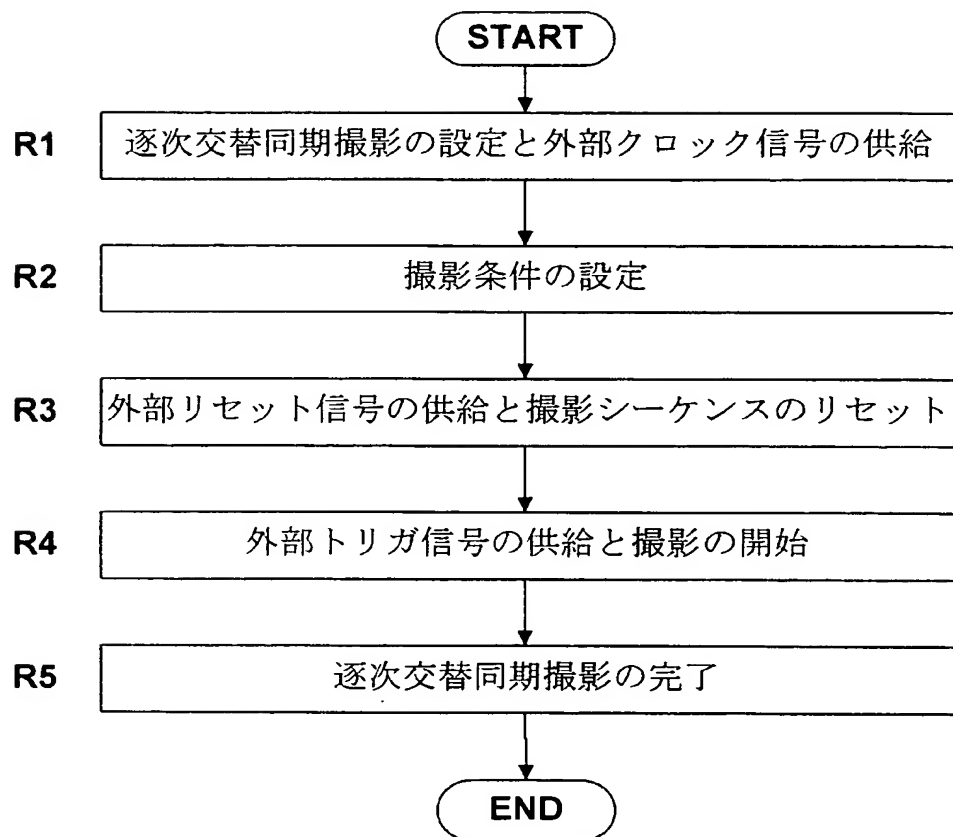 START
R1 逐次交替同期撮影の設定と外部クロック信号の供給
R2 撮影条件の設定
R3 外部リセット信号の供給と撮影シーケンスのリセット
R4 外部トリガ信号の供給と撮影の開始
R5 逐次交替同期撮影の完了
END